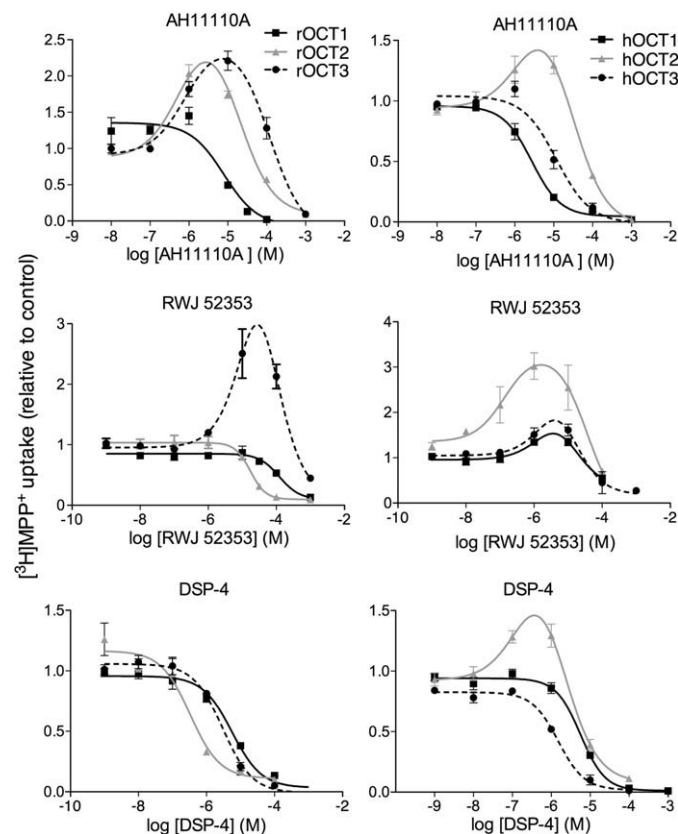 AH11110A
rOCT1
rOCT2
rOCT3
2.5
2.0
1.5
1.0
0.5
0.0
-9 -8 -7 -6 -5 -4 -3 -2
log [AH11110A ] (M)
AH11110A
hOCT1
hOCT2
hOCT3
1.5
1.0
0.5
0.0
-9 -8 -7 -6 -5 -4 -3 -2
log [AH11110A] (M)
[³H]MPP⁺ uptake (relative to control)
RWJ 52353
3
2
1
0
-10 -8 -6 -4 -2
log [RWJ 52353] (M)
RWJ 52353
4
3
2
1
0
-10 -8 -6 -4 -2
log [RWJ 52353] (M)
DSP-4
1.5
1.0
0.5
0.0
-10 -8 -6 -4 -2
log [DSP-4] (M)
DSP-4
1.5
1.0
0.5
0.0
-10 -9 -8 -7 -6 -5 -4 -3
log [DSP-4] (M)